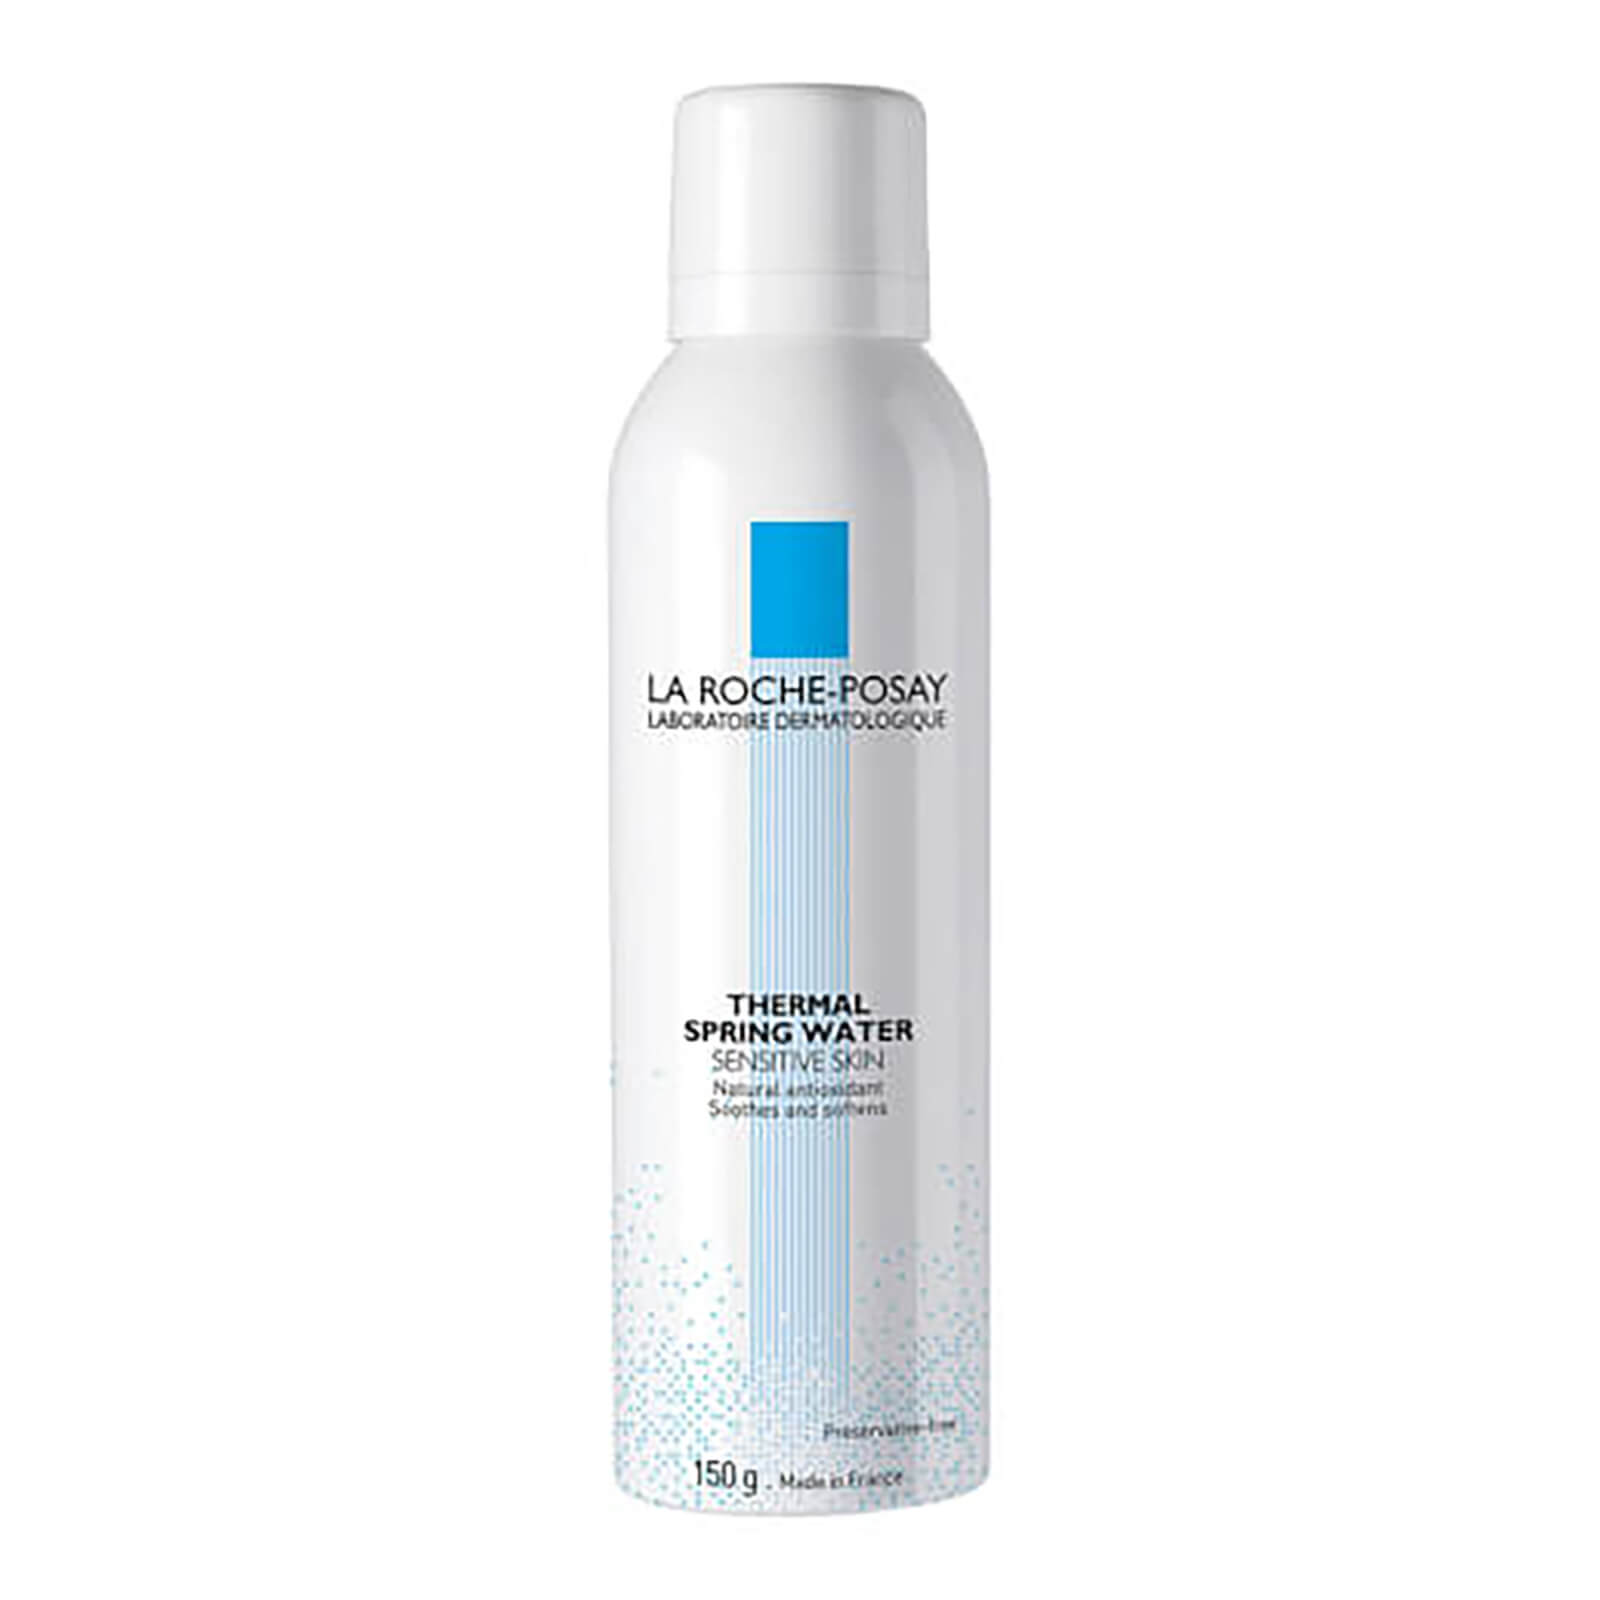 LA ROCHE-POSAY
LABORATOIRE DERMATOLOGIQUE
THERMAL
SPRING WATER
SENSITIVE SKIN
Natural antioxidant
Soothes and softens
Preservative-free
150 g . Made in France